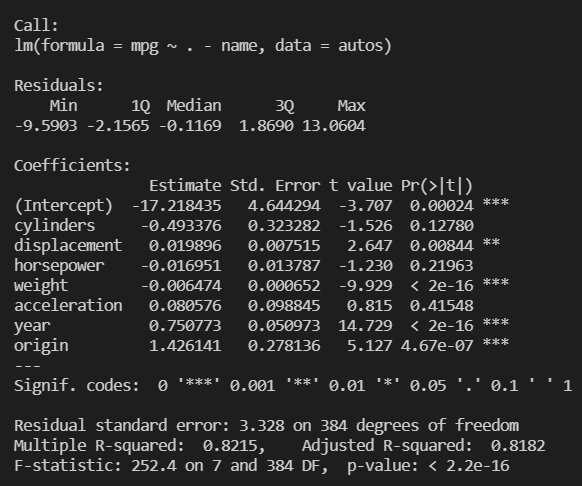 Call:
lm(formula = mpg ~ . - name, data = autos)

Residuals:
    Min      1Q  Median      3Q     Max
-9.5903 -2.1565 -0.1169  1.8690 13.0604

Coefficients:
               Estimate Std. Error t value Pr(>|t|)
(Intercept)  -17.218435   4.644294  -3.707  0.00024 ***
cylinders     -0.493376   0.323282  -1.526  0.12780
displacement   0.019896   0.007515   2.647  0.00844 **
horsepower    -0.016951   0.013787  -1.230  0.21963
weight        -0.006474   0.000652  -9.929  < 2e-16 ***
acceleration   0.080576   0.098845   0.815  0.41548
year           0.750773   0.050973  14.729  < 2e-16 ***
origin         1.426141   0.278136   5.127 4.67e-07 ***
---
Signif. codes:  0 '***' 0.001 '**' 0.01 '*' 0.05 '.' 0.1 ' ' 1

Residual standard error: 3.328 on 384 degrees of freedom
Multiple R-squared:  0.8215,    Adjusted R-squared:  0.8182
F-statistic: 252.4 on 7 and 384 DF,  p-value: < 2.2e-16